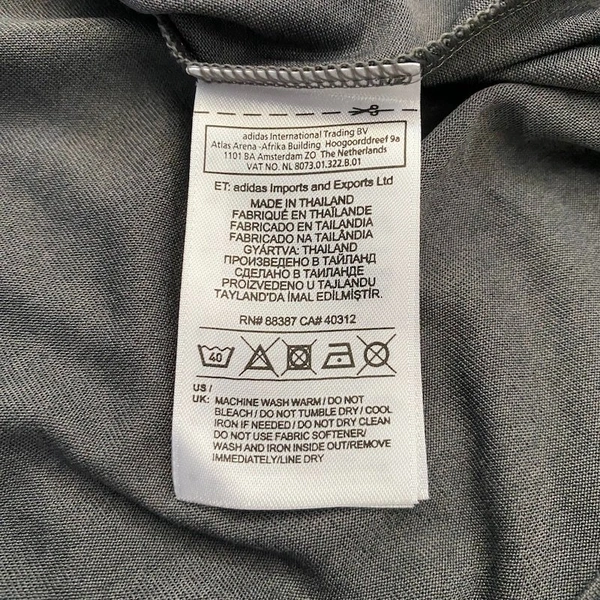 adidas International Trading BV
Atlas Arena -Afrika Building Hoogoorddreef 9a
1101 BA Amsterdam ZO The Netherlands
VAT NO. NL 8073.01.322.B.01
ET: adidas Imports and Exports Ltd
MADE IN THAILAND
FABRIQUÉ EN THAÏLANDE
FABRICADO EN TAILANDIA
FABRICADO NA TAILÂNDIA
GYÁRTVA: THAILAND
ПРОИЗВЕДЕНО В ТАЙЛАНД
СДЕЛАНО В ТАИЛАНДЕ
PROIZVEDENO U TAJLANDU
TAYLAND'DA İMAL EDİLMİŞTİR.
RN# 88387 CA# 40312
40
US /
UK: MACHINE WASH WARM / DO NOT
BLEACH / DO NOT TUMBLE DRY / COOL
IRON IF NEEDED / DO NOT DRY CLEAN
DO NOT USE FABRIC SOFTENER/
WASH AND IRON INSIDE OUT/REMOVE
IMMEDIATELY/LINE DRY